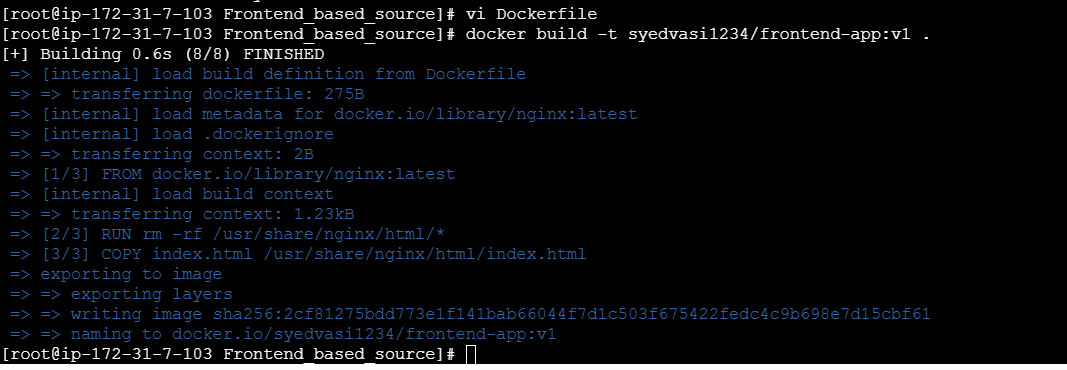 [root@ip-172-31-7-103 Frontend_based_source]# vi Dockerfile
[root@ip-172-31-7-103 Frontend_based_source]# docker build -t syedvasi1234/frontend-app:v1 .
[+] Building 0.6s (8/8) FINISHED
=> [internal] load build definition from Dockerfile
=> => transferring dockerfile: 275B
=> [internal] load metadata for docker.io/library/nginx:latest
=> [internal] load .dockerignore
=> => transferring context: 2B
=> [1/3] FROM docker.io/library/nginx:latest
=> [internal] load build context
=> => transferring context: 1.23kB
=> [2/3] RUN rm -rf /usr/share/nginx/html/*
=> [3/3] COPY index.html /usr/share/nginx/html/index.html
=> exporting to image
=> => exporting layers
=> => writing image sha256:2cf81275bdd773e1f141bab66044f7d1c503f675422fedc4c9b698e7d15cbf61
=> => naming to docker.io/syedvasi1234/frontend-app:v1
[root@ip-172-31-7-103 Frontend_based_source]#